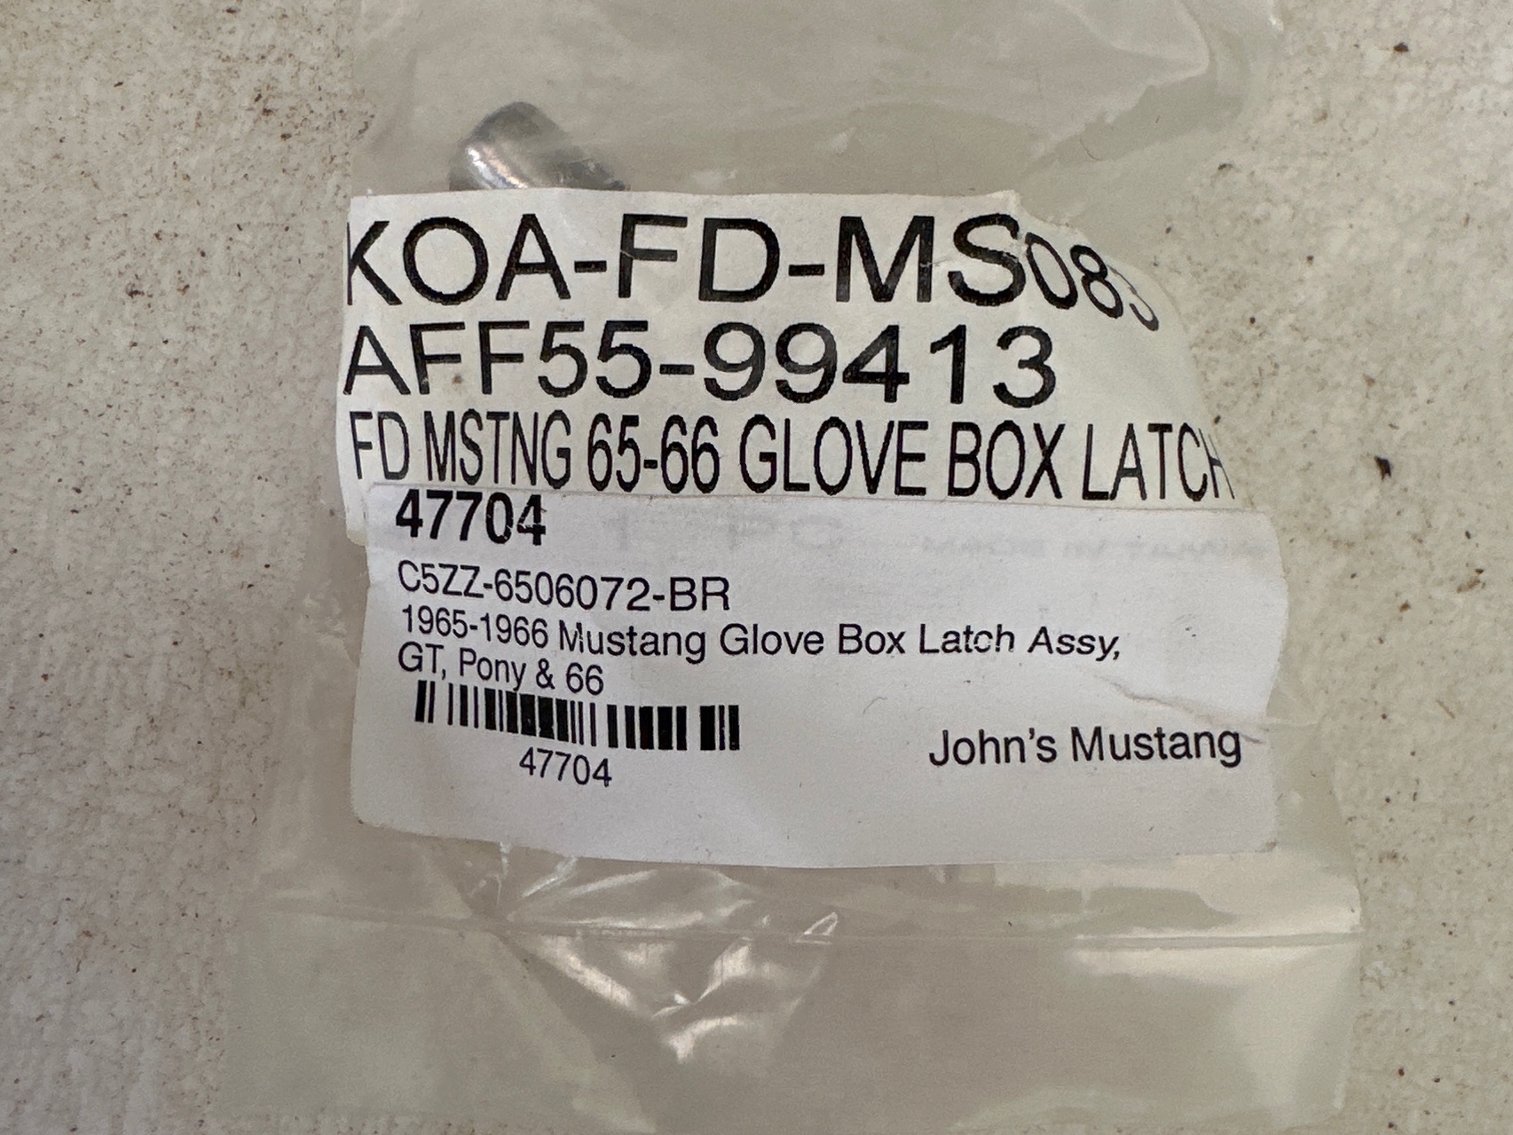 KOA-FD-MS083
AFF55-99413
FD MSTNG 65-66 GLOVE BOX LATCH
47704
C5ZZ-6506072-BR
1965-1966 Mustang Glove Box Latch Assy,
GT, Pony & 66
47704
John's Mustang